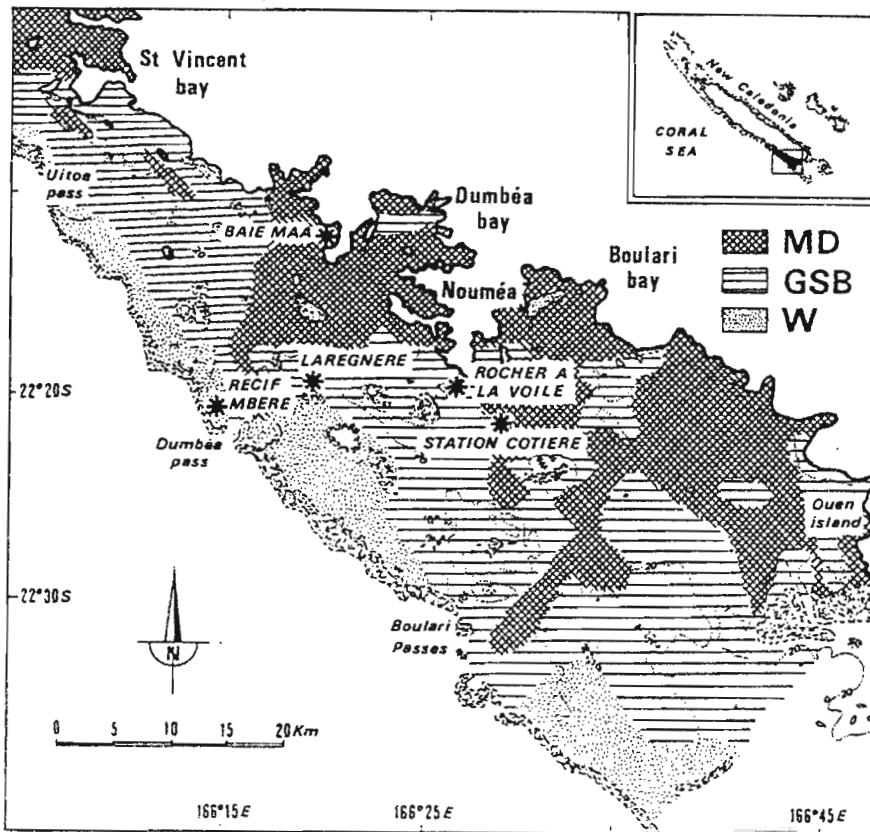 St Vincent
bay
Uitoe
pass
BAIE MAA
Dumbéa
bay
Nouméa
Boulari
bay
New Caledonia
CORAL
SEA
MD
GSB
W
LAREGNERE
RECIF
MBERE
ROCHER A
LA VOILE
STATION COTIERE
Dumbéa
pass
22°20S
Ouen
island
22°30S
Boulari
Passes
N
0 5 10 20 Km
166°15E
166°25E
166°45E